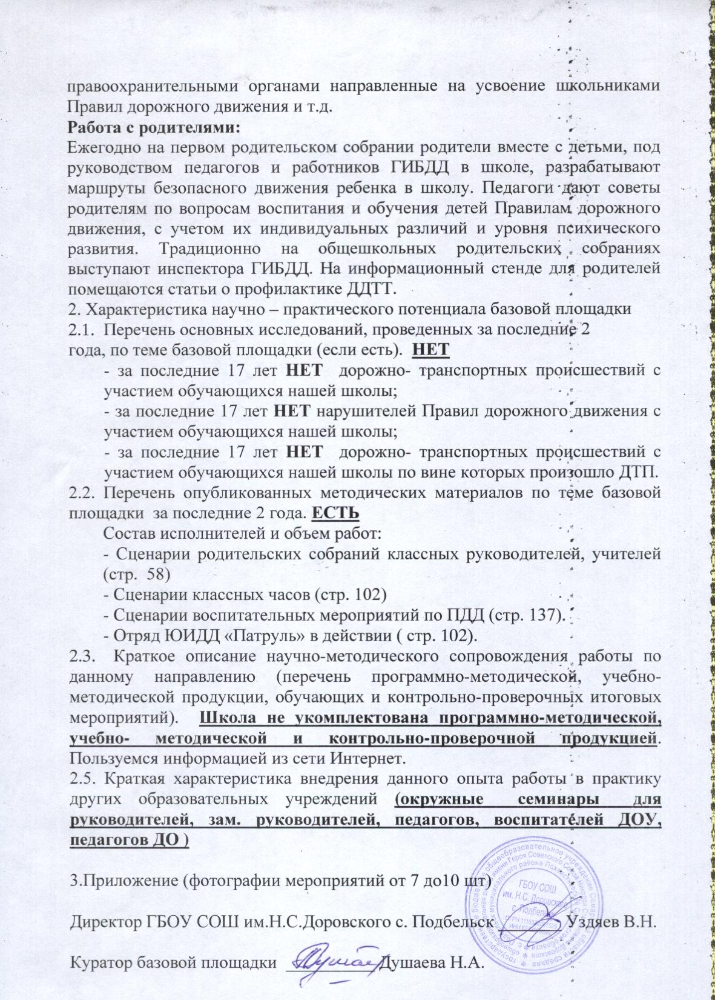 правоохранительными органами направленные на усвоение школьниками
Правил дорожного движения и т.д.
Работа с родителями:
Ежегодно на первом родительском собрании родители вместе с детьми, под
руководством педагогов и работников ГИБДД в школе, разрабатывают
маршруты безопасного движения ребенка в школу. Педагоги дают советы
родителям по вопросам воспитания и обучения детей Правилам дорожного
движения, с учетом их индивидуальных различий и уровня психического
развития. Традиционно на общешкольных родительских собраниях
выступают инспектора ГИБДД. На информационный стенде для родителей
помещаются статьи о профилактике ДДТТ.
2. Характеристика научно – практического потенциала базовой площадки
2.1. Перечень основных исследований, проведенных за последние 2
года, по теме базовой площадки (если есть). НЕТ
- за последние 17 лет НЕТ дорожно- транспортных происшествий с
участием обучающихся нашей школы;
- за последние 17 лет НЕТ нарушителей Правил дорожного движения с
участием обучающихся нашей школы;
- за последние 17 лет НЕТ дорожно- транспортных происшествий с
участием обучающихся нашей школы по вине которых произошло ДТП.
2.2. Перечень опубликованных методических материалов по теме базовой
площадки за последние 2 года. ЕСТЬ
Состав исполнителей и объем работ:
- Сценарии родительских собраний классных руководителей, учителей
(стр. 58)
- Сценарии классных часов (стр. 102)
- Сценарии воспитательных мероприятий по ПДД (стр. 137).
- Отряд ЮИДД «Патруль» в действии ( стр. 102).
2.3. Краткое описание научно-методического сопровождения работы по
данному направлению (перечень программно-методической, учебно-
методической продукции, обучающих и контрольно-проверочных итоговых
мероприятий). Школа не укомплектована программно-методической,
учебно- методической и контрольно-проверочной продукцией.
Пользуемся информацией из сети Интернет.
2.5. Краткая характеристика внедрения данного опыта работы в практику
других образовательных учреждений (окружные семинары для
руководителей, зам. руководителей, педагогов, воспитателей ДОУ,
педагогов ДО )
3.Приложение (фотографии мероприятий от 7 до10 шт)
ГБОУ СОШ
им. Н.С. Доровского
Директор ГБОУ СОШ им.Н.С.Доровского с. Подбельск Уздяев В.Н.
Куратор базовой площадки Душаева Н.А.